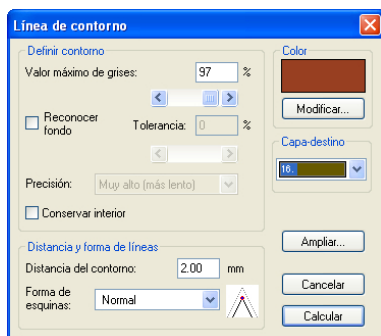 Línea de contorno
Definir contorno
Valor máximo de grises: 97 %
Reconocer fondo
Tolerancia: 0 %
Precisión: Muy alto (más lento)
Conservar interior
Distancia y forma de líneas
Distancia del contorno: 2.00 mm
Forma de esquinas: Normal
Color
Modificar...
Capa-destino
16.
Ampliar...
Cancelar
Calcular